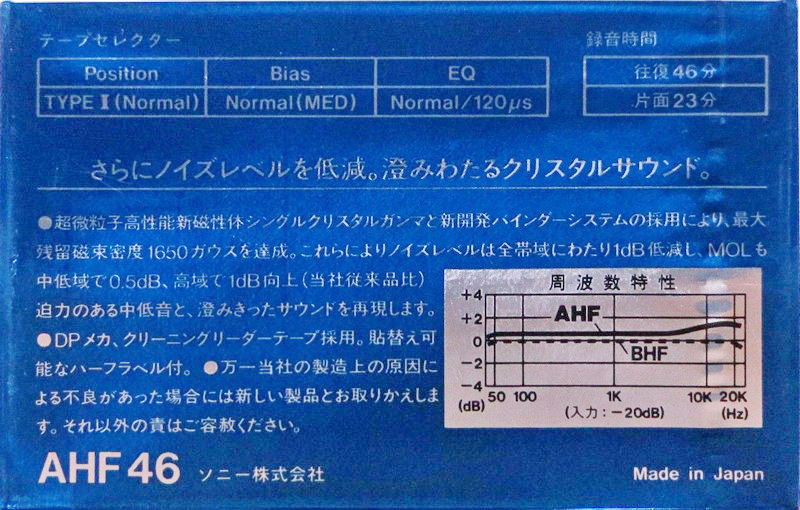 テープセレクター
録音時間
Position Bias EQ
往復46分
TYPE I (Normal) Normal(MED) Normal/120μs
片面23分
さらにノイズレベルを低減。澄みわたるクリスタルサウンド。
●超微粒子高性能新磁性体シングルクリスタルガンマと新開発バインダーシステムの採用により、最大
残留磁束密度1650ガウスを達成。これらによりノイズレベルは全帯域にわたり1dB低減し、MOLも
中低域で0.5dB、高域で1dB向上(当社従来品比)
迫力のある中低音と、澄みきったサウンドを再現します。
●DPメカ、クリーニングリーダーテープ採用。貼替え可
能なハーフラベル付。●万一当社の製造上の原因に
よる不良があった場合には新しい製品とお取りかえしま
す。それ以外の責はご容赦ください。
周波数特性
+4
+2
0
-2
-4
AHF
BHF
(dB) 50 100 1K 10K 20K
(入力:-20dB) (Hz)
AHF46 ソニー株式会社
Made in Japan